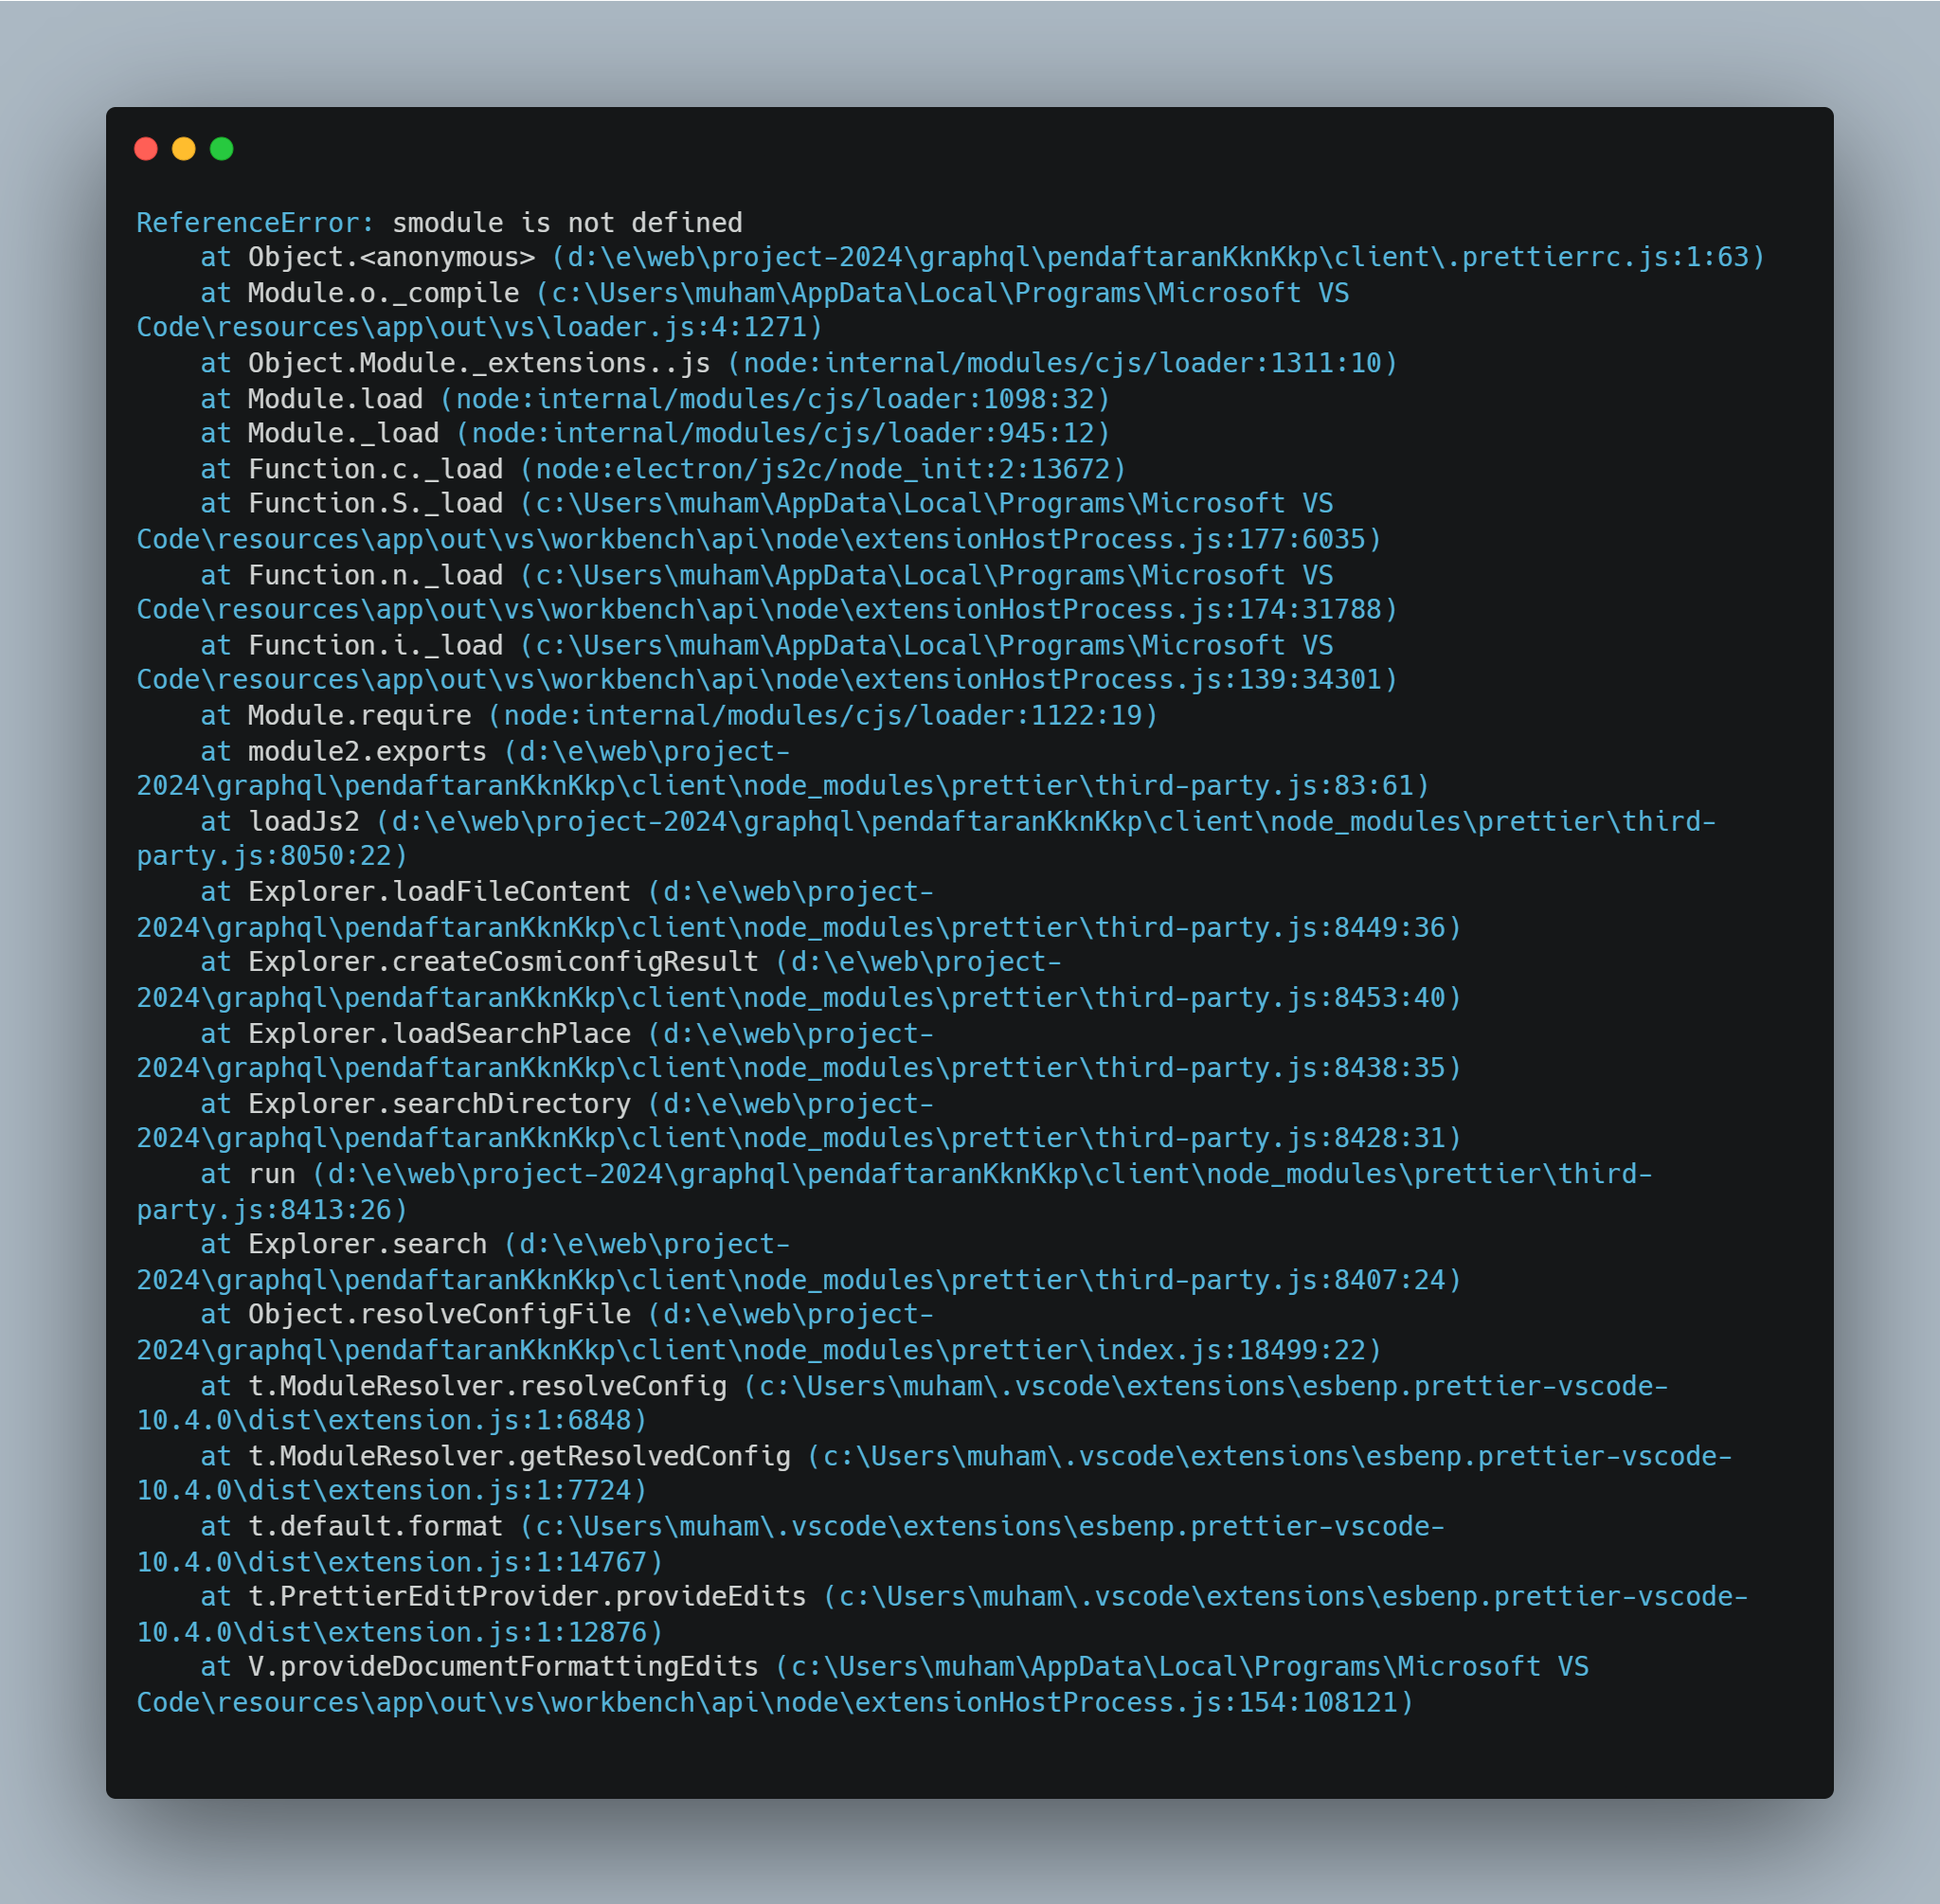 ReferenceError: smodule is not defined
    at Object.<anonymous> (d:\e\web\project-2024\graphql\pendaftaranKknKkp\client\.prettierrc.js:1:63)
    at Module.o._compile (c:\Users\muham\AppData\Local\Programs\Microsoft VS
Code\resources\app\out\vs\loader.js:4:1271)
    at Object.Module._extensions..js (node:internal/modules/cjs/loader:1311:10)
    at Module.load (node:internal/modules/cjs/loader:1098:32)
    at Module._load (node:internal/modules/cjs/loader:945:12)
    at Function.c._load (node:electron/js2c/node_init:2:13672)
    at Function.S._load (c:\Users\muham\AppData\Local\Programs\Microsoft VS
Code\resources\app\out\vs\workbench\api\node\extensionHostProcess.js:177:6035)
    at Function.n._load (c:\Users\muham\AppData\Local\Programs\Microsoft VS
Code\resources\app\out\vs\workbench\api\node\extensionHostProcess.js:174:31788)
    at Function.i._load (c:\Users\muham\AppData\Local\Programs\Microsoft VS
Code\resources\app\out\vs\workbench\api\node\extensionHostProcess.js:139:34301)
    at Module.require (node:internal/modules/cjs/loader:1122:19)
    at module2.exports (d:\e\web\project-
2024\graphql\pendaftaranKknKkp\client\node_modules\prettier\third-party.js:83:61)
    at loadJs2 (d:\e\web\project-2024\graphql\pendaftaranKknKkp\client\node_modules\prettier\third-
party.js:8050:22)
    at Explorer.loadFileContent (d:\e\web\project-
2024\graphql\pendaftaranKknKkp\client\node_modules\prettier\third-party.js:8449:36)
    at Explorer.createCosmiconfigResult (d:\e\web\project-
2024\graphql\pendaftaranKknKkp\client\node_modules\prettier\third-party.js:8453:40)
    at Explorer.loadSearchPlace (d:\e\web\project-
2024\graphql\pendaftaranKknKkp\client\node_modules\prettier\third-party.js:8438:35)
    at Explorer.searchDirectory (d:\e\web\project-
2024\graphql\pendaftaranKknKkp\client\node_modules\prettier\third-party.js:8428:31)
    at run (d:\e\web\project-2024\graphql\pendaftaranKknKkp\client\node_modules\prettier\third-
party.js:8413:26)
    at Explorer.search (d:\e\web\project-
2024\graphql\pendaftaranKknKkp\client\node_modules\prettier\third-party.js:8407:24)
    at Object.resolveConfigFile (d:\e\web\project-
2024\graphql\pendaftaranKknKkp\client\node_modules\prettier\index.js:18499:22)
    at t.ModuleResolver.resolveConfig (c:\Users\muham\.vscode\extensions\esbenp.prettier-vscode-
10.4.0\dist\extension.js:1:6848)
    at t.ModuleResolver.getResolvedConfig (c:\Users\muham\.vscode\extensions\esbenp.prettier-vscode-
10.4.0\dist\extension.js:1:7724)
    at t.default.format (c:\Users\muham\.vscode\extensions\esbenp.prettier-vscode-
10.4.0\dist\extension.js:1:14767)
    at t.PrettierEditProvider.provideEdits (c:\Users\muham\.vscode\extensions\esbenp.prettier-vscode-
10.4.0\dist\extension.js:1:12876)
    at V.provideDocumentFormattingEdits (c:\Users\muham\AppData\Local\Programs\Microsoft VS
Code\resources\app\out\vs\workbench\api\node\extensionHostProcess.js:154:108121)